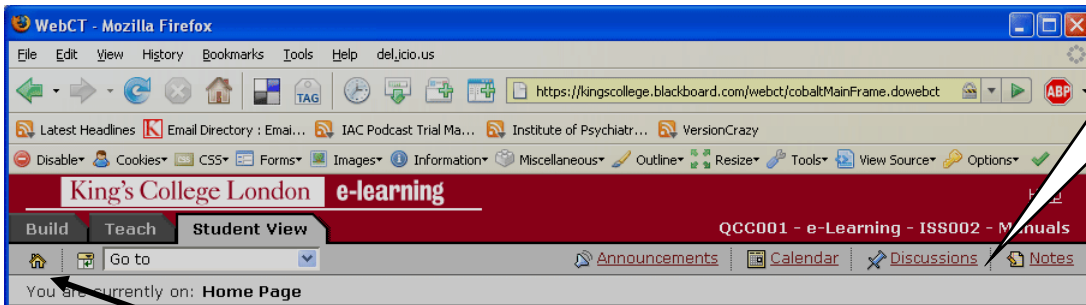 WebCT - Mozilla Firefox
File Edit View History Bookmarks Tools Help del.icio.us
TAG https://kingscollege.blackboard.com/webct/cobaltMainFrame.dowebct ABP
Latest Headlines Email Directory : Emai... IAC Podcast Trial Ma... Institute of Psychiatr... VersionCrazy
Disable Cookies CSS Forms Images Information Miscellaneous Outline Resize Tools View Source Options
King's College London e-learning
Build Teach Student View QCC001 - e-Learning - ISS002 - Manuals
Go to Announcements Calendar Discussions Notes
You are currently on: Home Page